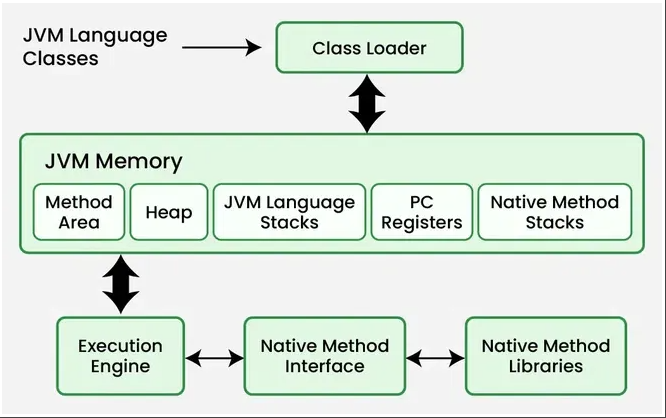 JVM Language
Classes
Class Loader
JVM Memory
Method
Area
Heap
JVM Language
Stacks
PC
Registers
Native Method
Stacks
Execution
Engine
Native Method
Interface
Native Method
Libraries